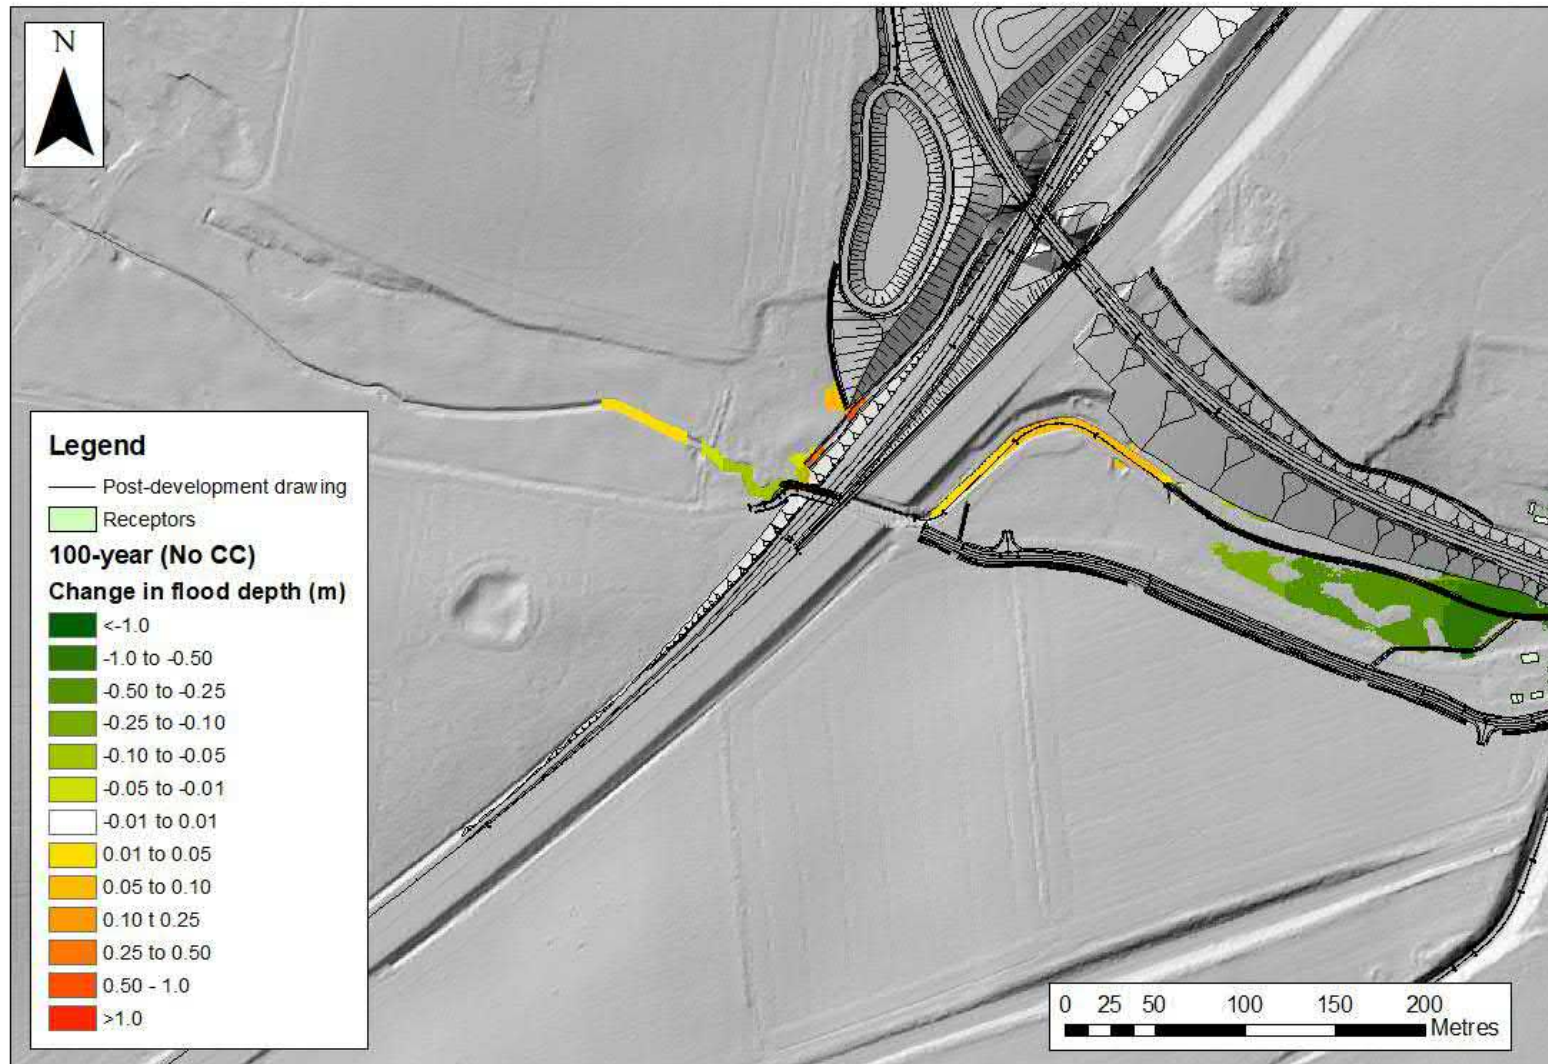 N
Legend
Post-development drawing
Receptors
100-year (No CC)
Change in flood depth (m)
<-1.0
-1.0 to -0.50
-0.50 to -0.25
-0.25 to -0.10
-0.10 to -0.05
-0.05 to -0.01
-0.01 to 0.01
0.01 to 0.05
0.05 to 0.10
0.10 t 0.25
0.25 to 0.50
0.50 - 1.0
>1.0
0 25 50 100 150 200
Metres